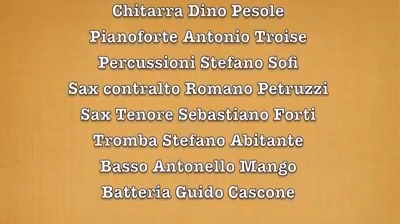 Chitarra Dino Pesole
Pianoforte Antonio Troise
Percussioni Stefano Sofi
Sax contralto Romano Petruzzi
Sax Tenore Sebastiano Forti
Tromba Stefano Abitante
Basso Antonello Mango
Batteria Guido Cascone